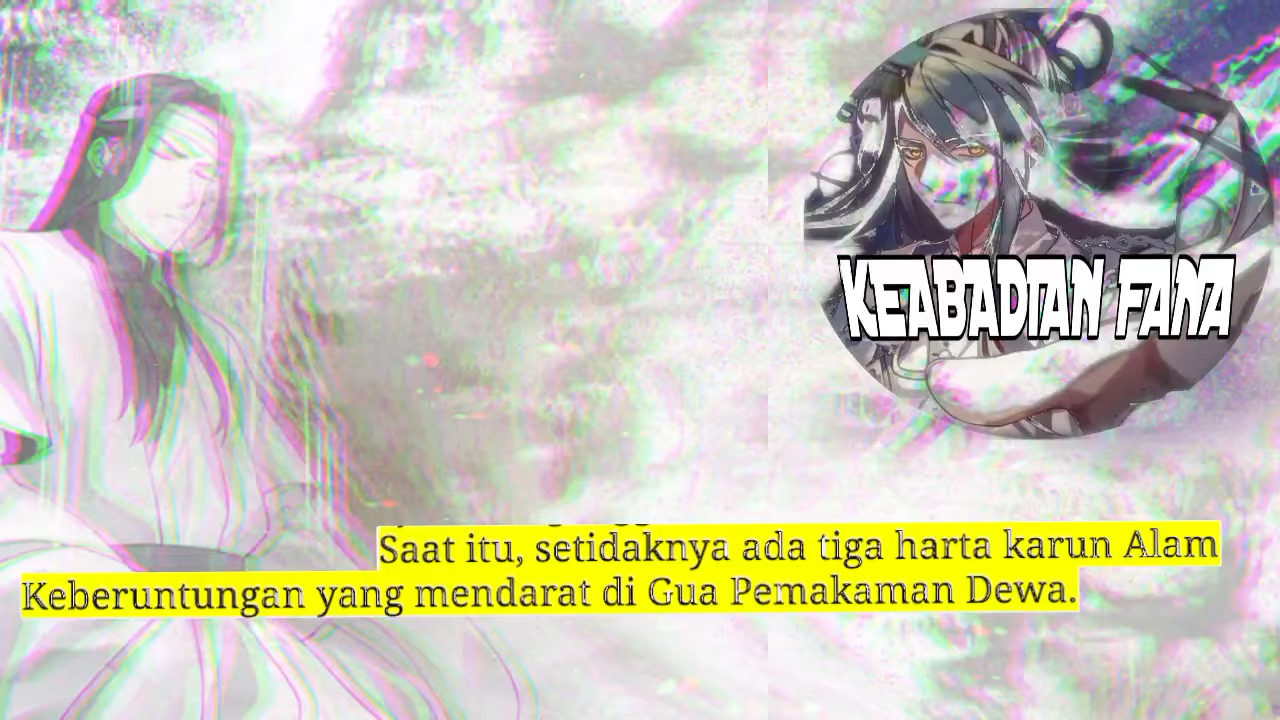 KEABADIAN FANA
Saat itu, setidaknya ada tiga harta karun Alam
Keberuntungan yang mendarat di Gua Pemakaman Dewa.